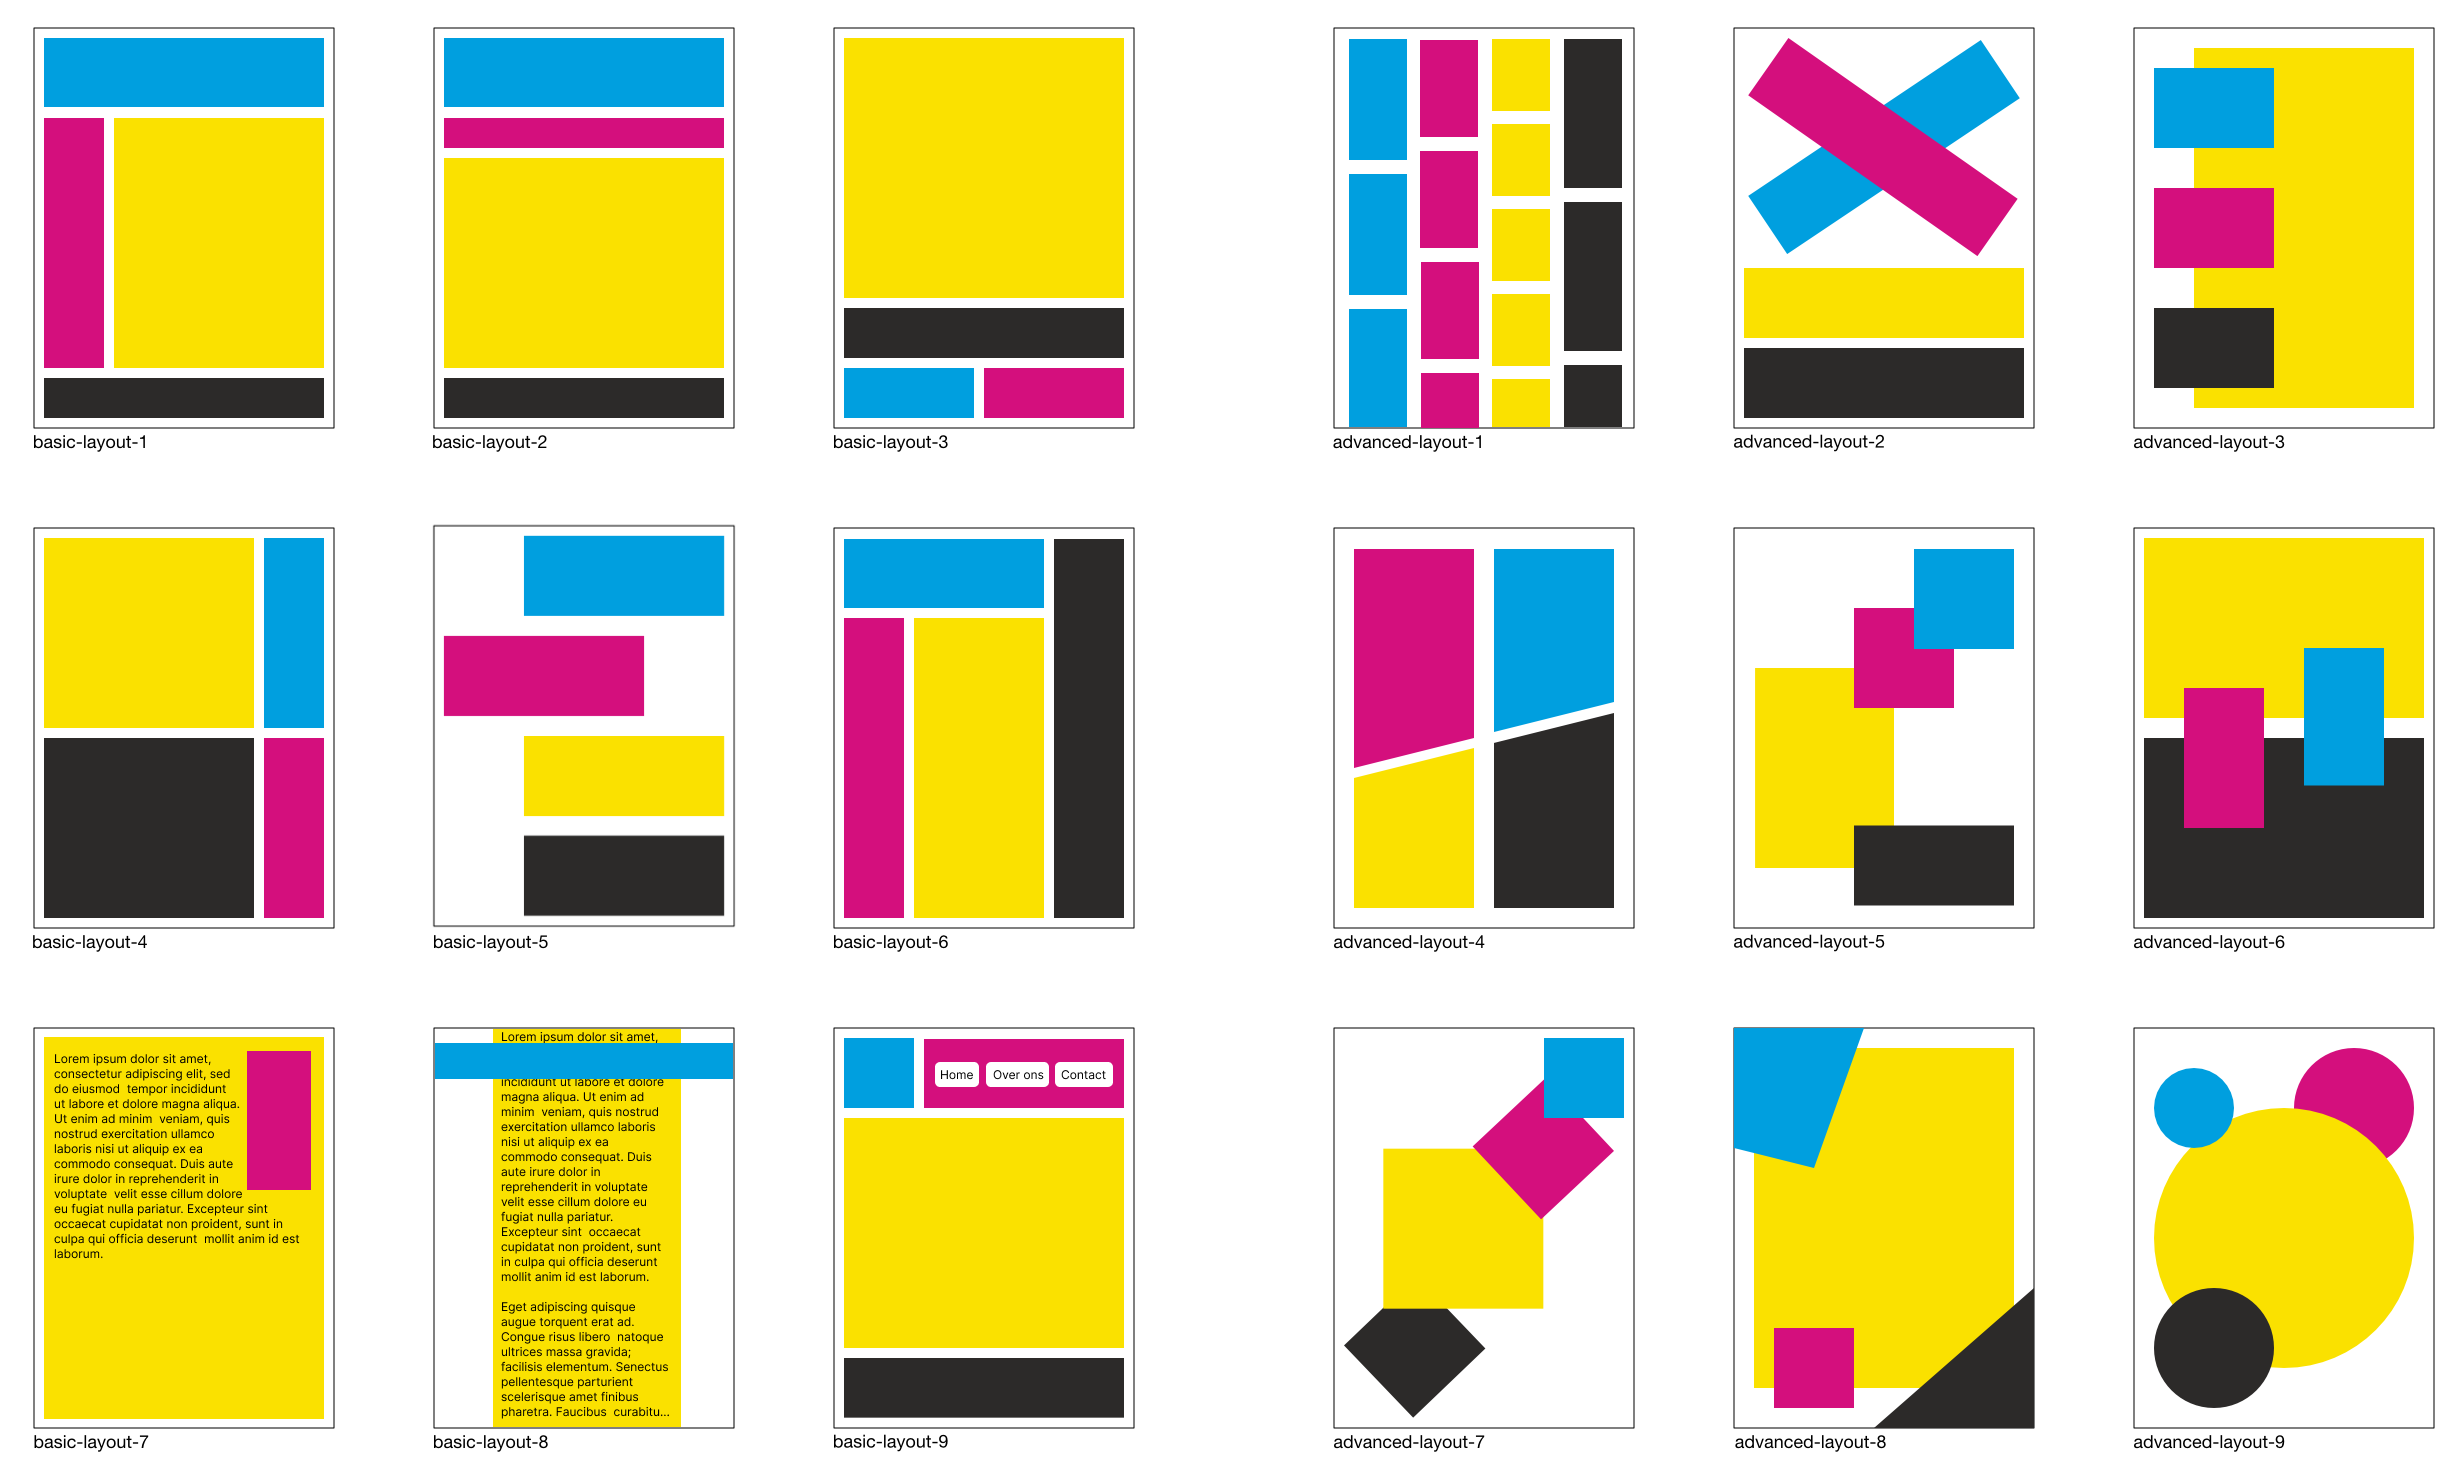 basic-layout-1
basic-layout-2
basic-layout-3
advanced-layout-1
advanced-layout-2
advanced-layout-3
basic-layout-4
basic-layout-5
basic-layout-6
advanced-layout-4
advanced-layout-5
advanced-layout-6
Lorem ipsum dolor sit amet,
consectetur adipiscing elit, sed
do eiusmod  tempor incididunt
ut labore et dolore magna aliqua.
Ut enim ad minim  veniam, quis
nostrud exercitation ullamco
laboris nisi ut aliquip ex ea
commodo consequat. Duis aute
irure dolor in reprehenderit in
voluptate  velit esse cillum dolore
eu fugiat nulla pariatur. Excepteur sint
occaecat cupidatat non proident, sunt in
culpa qui officia deserunt  mollit anim id est
laborum.
basic-layout-7
Lorem ipsum dolor sit amet,
incididunt ut labore et dolore
magna aliqua. Ut enim ad
minim  veniam, quis nostrud
exercitation ullamco laboris
nisi ut aliquip ex ea
commodo consequat. Duis
aute irure dolor in
reprehenderit in voluptate
velit esse cillum dolore eu
fugiat nulla pariatur.
Excepteur sint  occaecat
cupidatat non proident, sunt
in culpa qui officia deserunt
mollit anim id est laborum.
Eget adipiscing quisque
augue torquent erat ad.
Congue risus libero  natoque
ultrices massa gravida;
facilisis elementum. Senectus
pellentesque parturient
scelerisque amet finibus
pharetra. Faucibus  curabitu...
basic-layout-8
Home
Over ons
Contact
basic-layout-9
advanced-layout-7
advanced-layout-8
advanced-layout-9